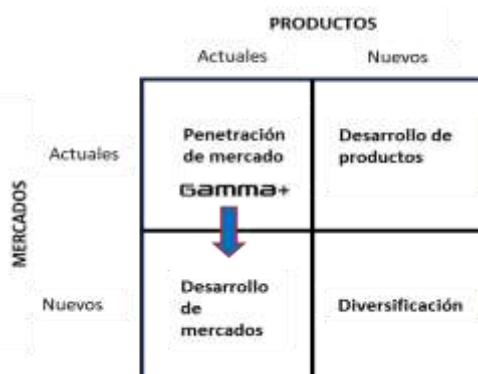 PRODUCTOS
Actuales
Nuevos
MERCADOS
Actuales
Penetración
de mercado
Gamma+
Desarrollo de
productos
Nuevos
Desarrollo
de
mercados
Diversificación